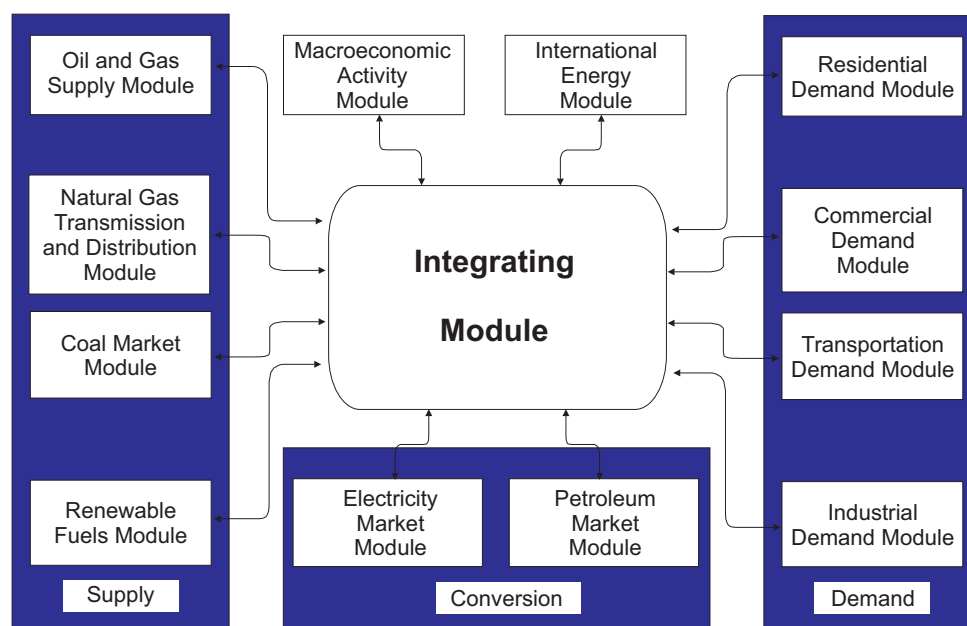 Oil and Gas
Supply Module
Natural Gas
Transmission
and Distribution
Module
Coal Market
Module
Renewable
Fuels Module
Supply
Macroeconomic
Activity
Module
International
Energy
Module
Integrating
Module
Electricity
Market
Module
Petroleum
Market
Module
Conversion
Residential
Demand Module
Commercial
Demand
Module
Transportation
Demand Module
Industrial
Demand Module
Demand